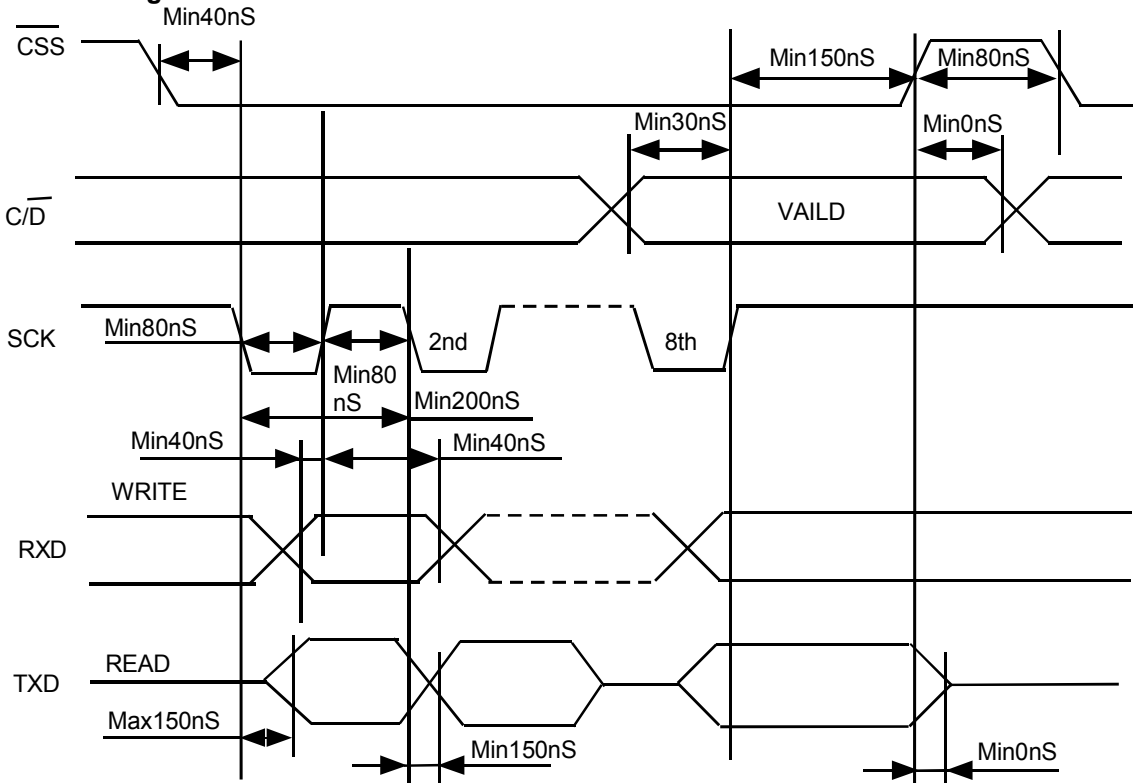 Min40nS
CSS
Min150nS
Min80nS
Min30nS
Min0nS
C/D
VAILD
SCK
Min80nS
2nd
8th
Min80
nS
Min200nS
Min40nS
Min40nS
WRITE
RXD
READ
TXD
Max150nS
Min150nS
Min0nS